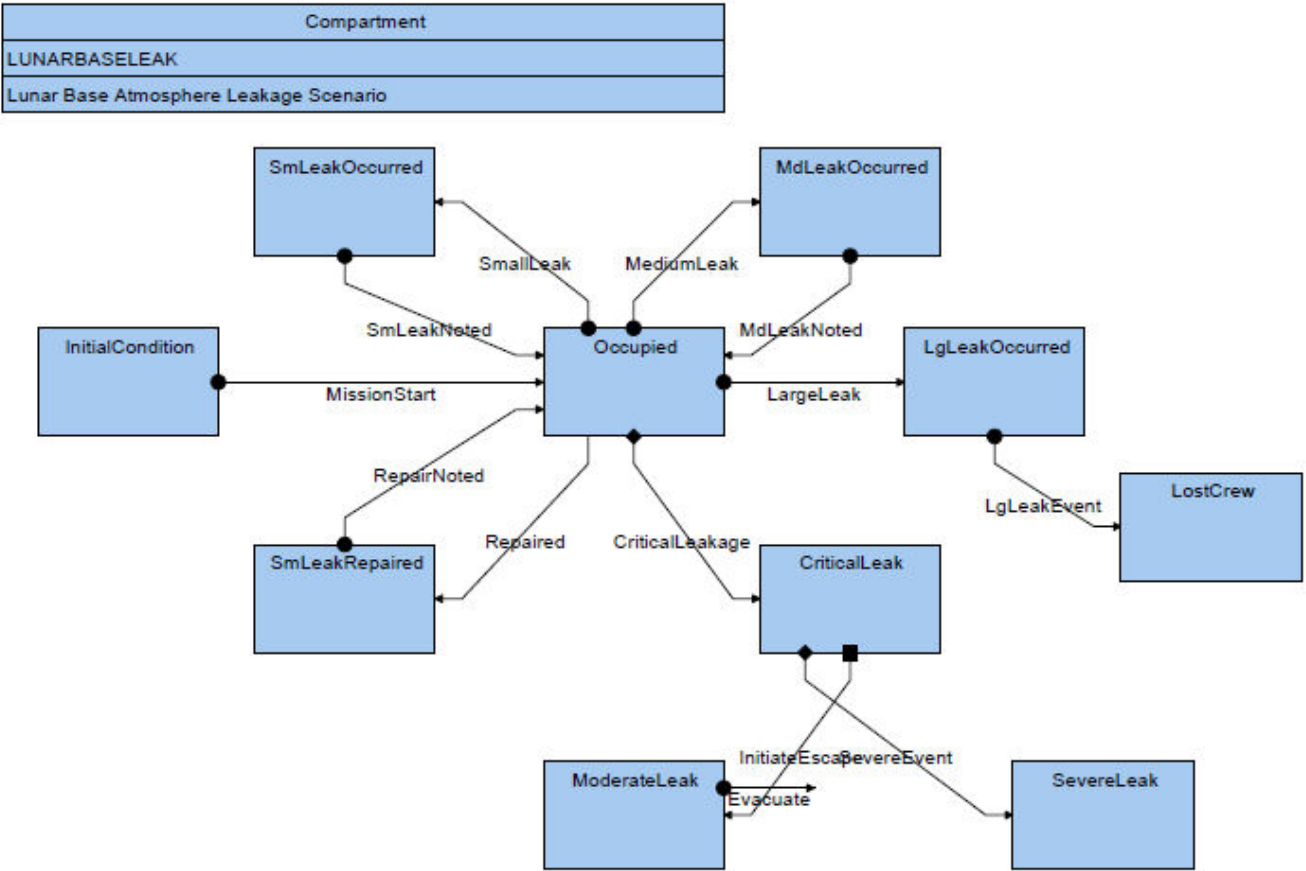 Compartment
LUNARBASELEAK
Lunar Base Atmosphere Leakage Scenario
SmLeakOccurred
MdLeakOccurred
SmallLeak
MediumLeak
SmLeakNoted
MdLeakNoted
InitialCondition
Occupied
LgLeakOccurred
MissionStart
LargeLeak
RepairNoted
LgLeakEvent
LostCrew
Repaired
CriticalLeakage
SmLeakRepaired
CriticalLeak
InitiateEscape
SevereEvent
ModerateLeak
Evacuate
SevereLeak